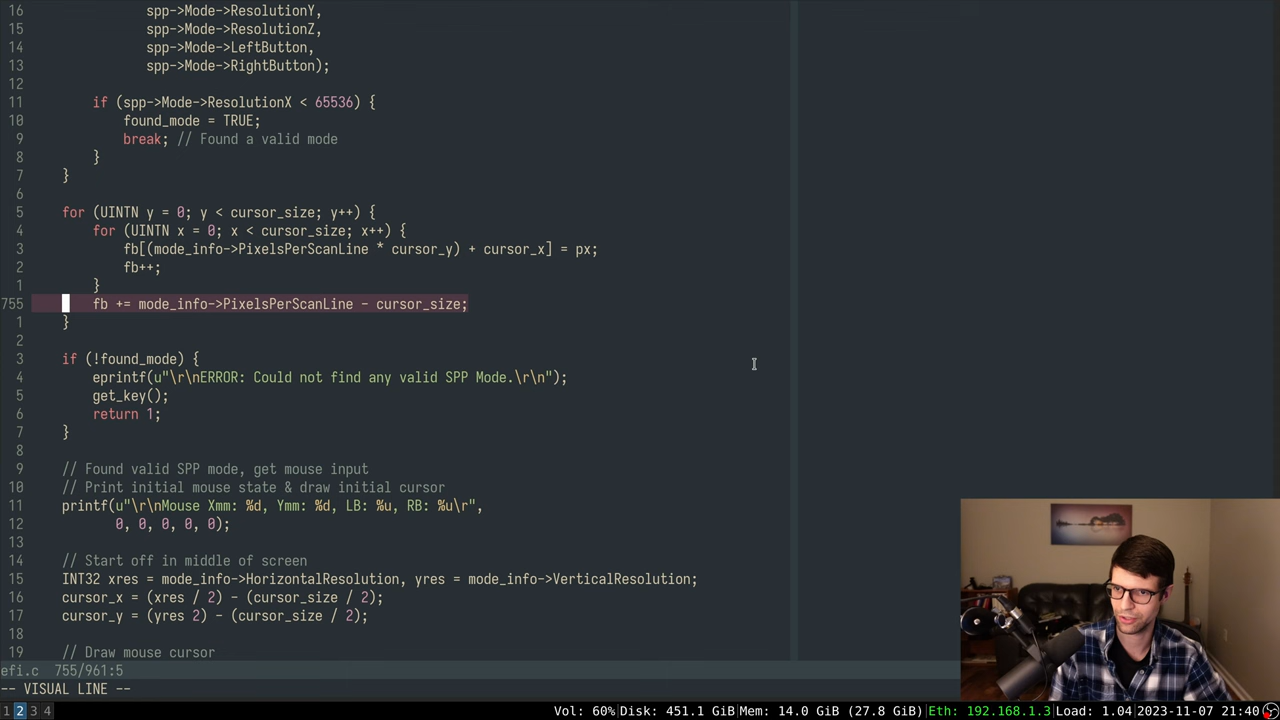 16                spp->Mode->ResolutionY,
15                spp->Mode->ResolutionZ,
14                spp->Mode->LeftButton,
13                spp->Mode->RightButton);
12
11         if (spp->Mode->ResolutionX < 65536) {
10             found_mode = TRUE;
9             break; // Found a valid mode
8         }
7     }
6
5     for (UINTN y = 0; y < cursor_size; y++) {
4         for (UINTN x = 0; x < cursor_size; x++) {
3             fb[(mode_info->PixelsPerScanLine * cursor_y) + cursor_x] = px;
2             fb++;
1         }
755         fb += mode_info->PixelsPerScanLine - cursor_size;
1     }
2
3     if (!found_mode) {
4         eprintf(u"\r\nERROR: Could not find any valid SPP Mode.\r\n");
5         get_key();
6         return 1;
7     }
8
9     // Found valid SPP mode, get mouse input
10     // Print initial mouse state & draw initial cursor
11     printf(u"\r\nMouse Xmm: %d, Ymm: %d, LB: %u, RB: %u\r",
12            0, 0, 0, 0, 0);
13
14     // Start off in middle of screen
15     INT32 xres = mode_info->HorizontalResolution, yres = mode_info->VerticalResolution;
16     cursor_x = (xres / 2) - (cursor_size / 2);
17     cursor_y = (yres 2) - (cursor_size / 2);
18
19     // Draw mouse cursor
efi.c  755/961:5
-- VISUAL LINE --
1 2 3 4 Vol: 60%|Disk: 451.1 GiB|Mem: 14.0 GiB (27.8 GiB)|Eth: 192.168.1.3|Load: 1.04|2023-11-07 21:40